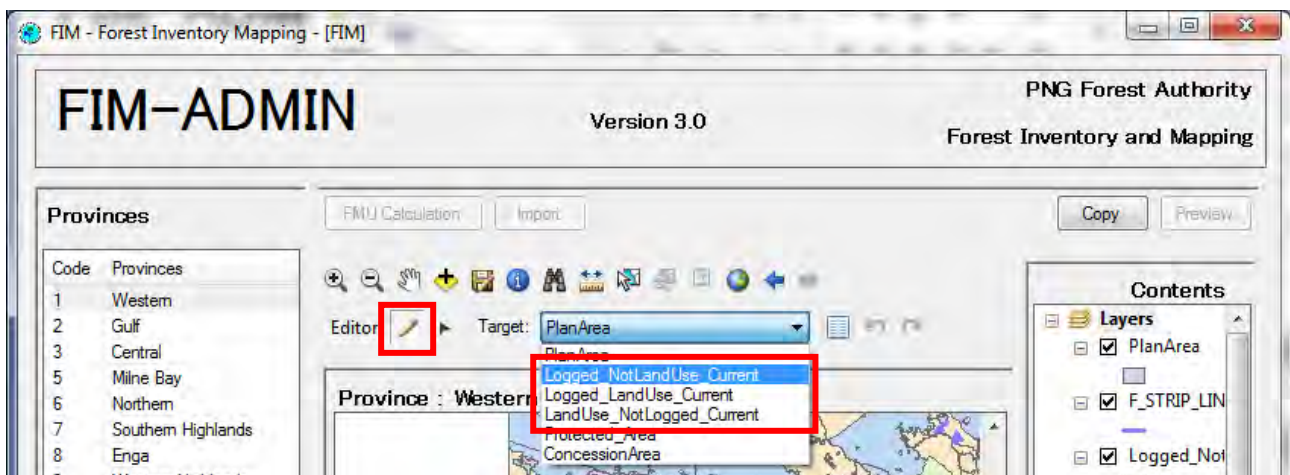 FIM - Forest Inventory Mapping - [FIM]
FIM-ADMIN
Version 3.0
PNG Forest Authority
Forest Inventory and Mapping
Provinces
FMU Calculation
Import
Copy
Preview
Code Provinces
1 Western
2 Gulf
3 Central
5 Milne Bay
6 Northern
7 Southern Highlands
8 Enga
Editor
Target: PlanArea
PlanArea
Logged_NotLandUse_Current
Logged_LandUse_Current
LandUse_NotLogged_Current
Protected_Area
ConcessionArea
Province : Western
Contents
Layers
PlanArea
F_STRIP_LIN
Logged_Not